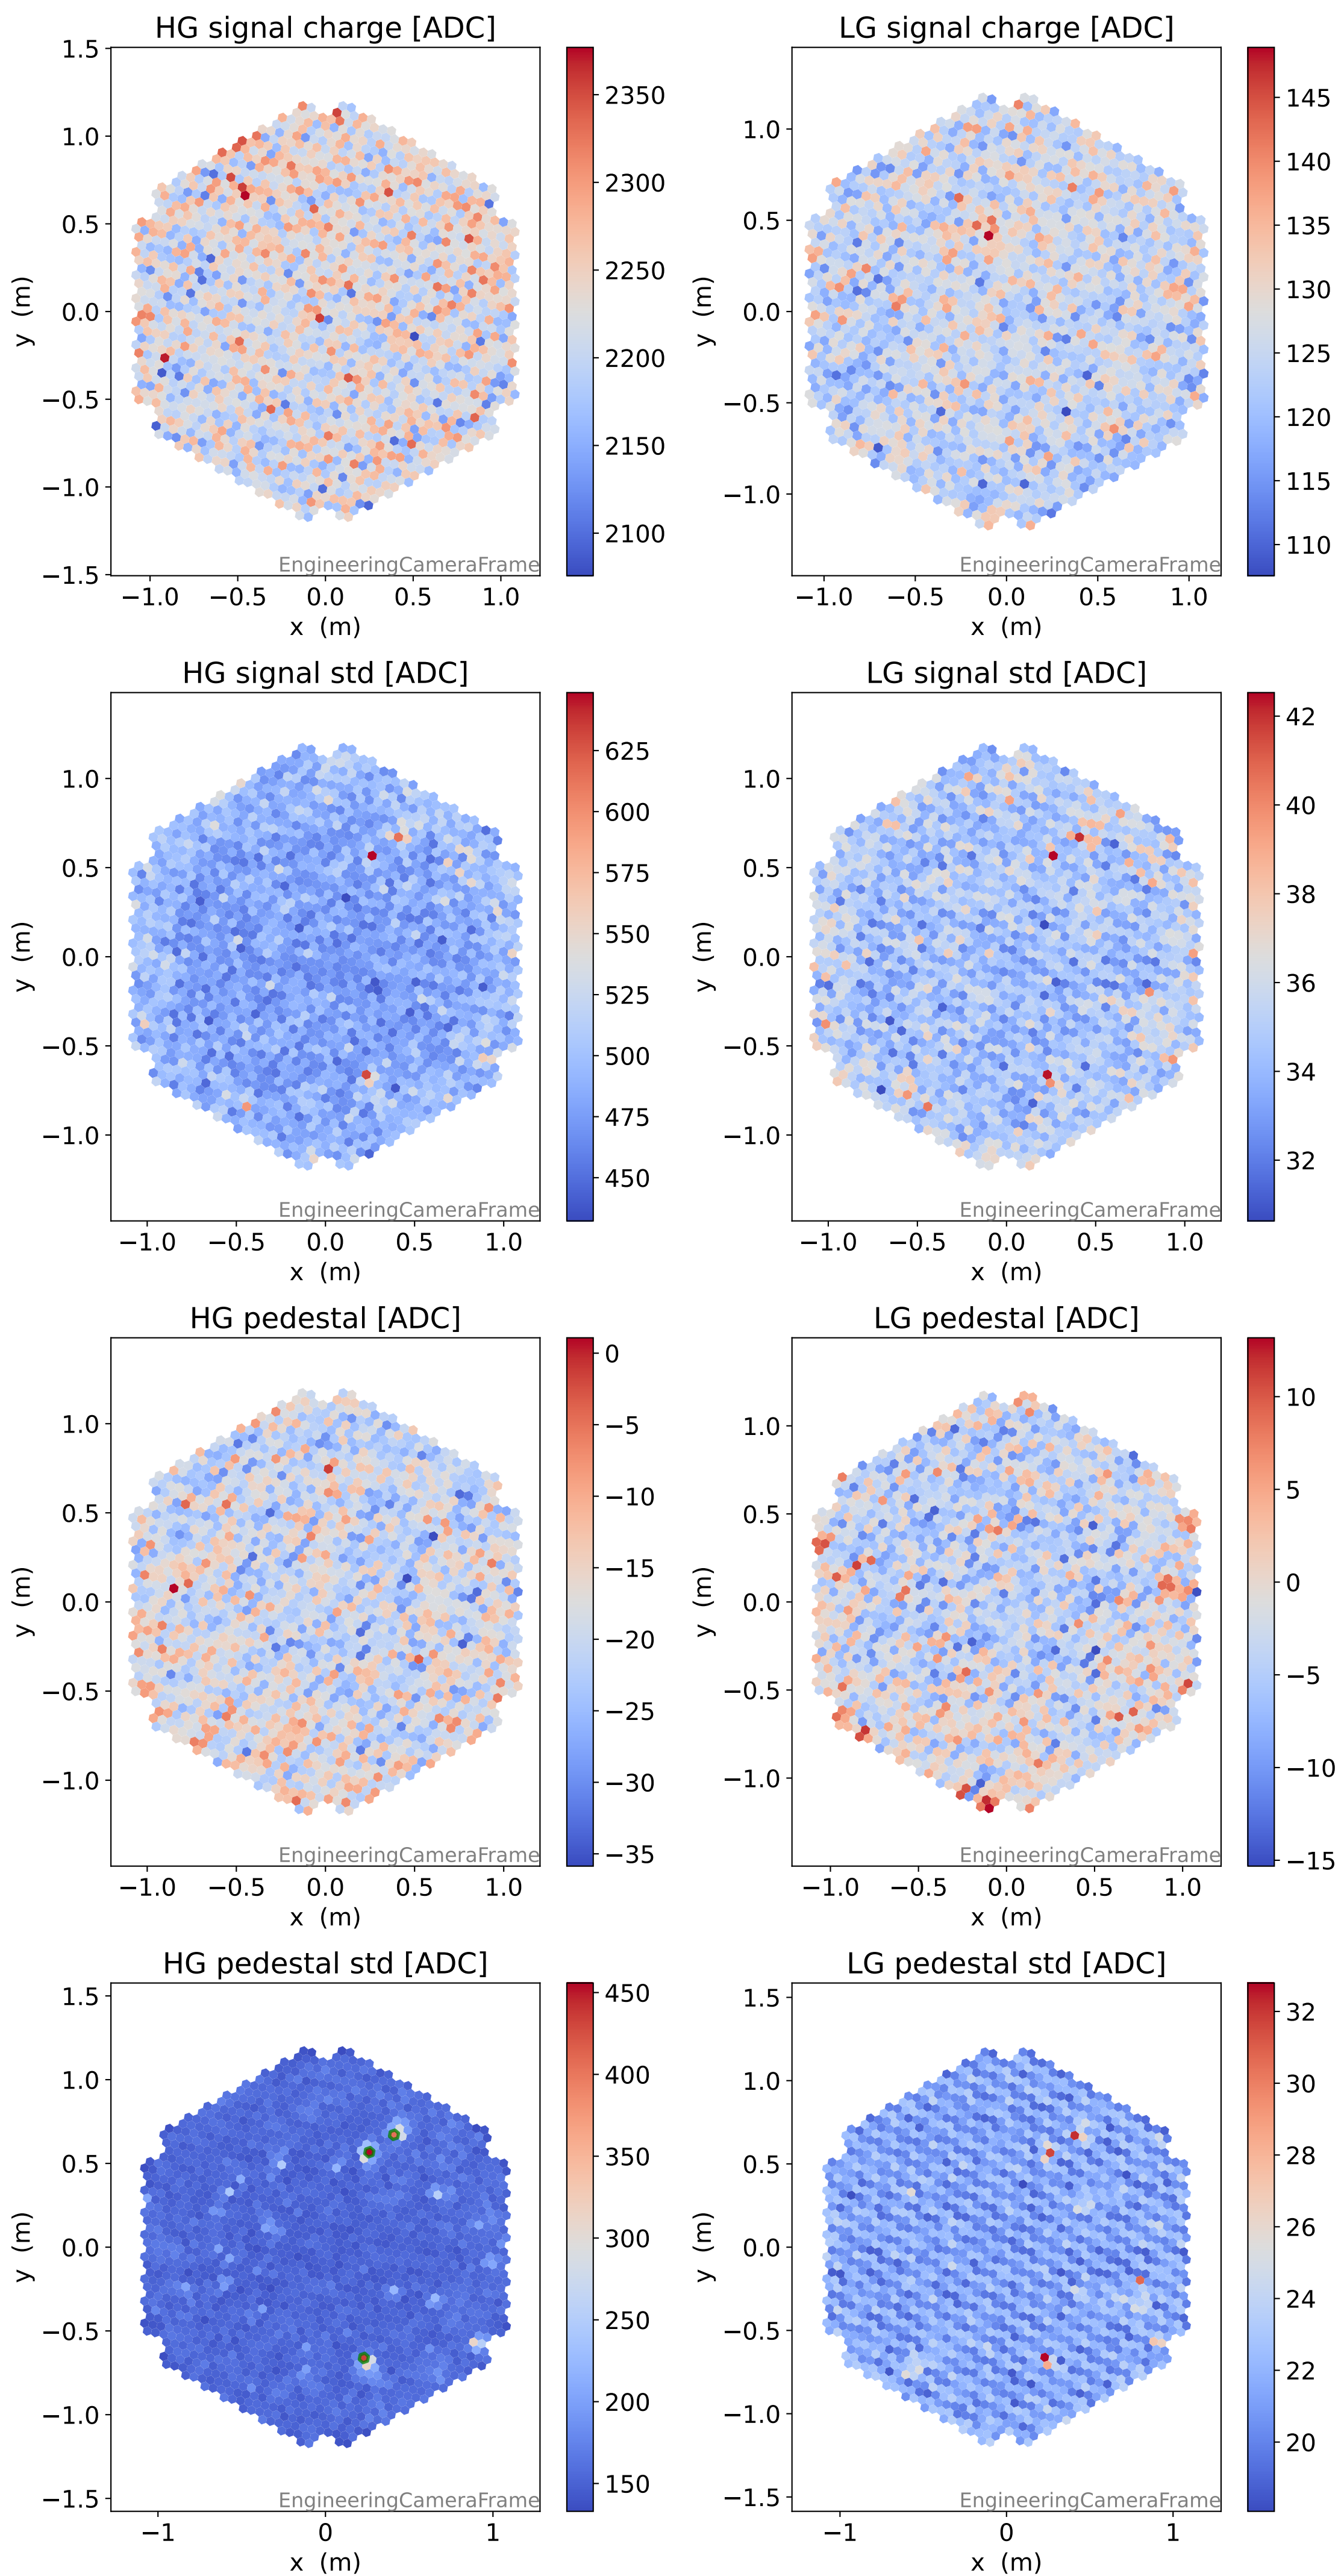 HG signal charge [ADC]
1.5
1.0
0.5
0.0
−0.5
−1.0
−1.5
y (m)
−1.0 −0.5 0.0 0.5 1.0
x (m)
EngineeringCameraFrame
2350
2300
2250
2200
2150
2100
LG signal charge [ADC]
1.0
0.5
0.0
−0.5
−1.0
y (m)
−1.0 −0.5 0.0 0.5 1.0
x (m)
EngineeringCameraFrame
145
140
135
130
125
120
115
110
HG signal std [ADC]
1.0
0.5
0.0
−0.5
−1.0
y (m)
−1.0 −0.5 0.0 0.5 1.0
x (m)
EngineeringCameraFrame
625
600
575
550
525
500
475
450
LG signal std [ADC]
1.0
0.5
0.0
−0.5
−1.0
y (m)
−1.0 −0.5 0.0 0.5 1.0
x (m)
EngineeringCameraFrame
42
40
38
36
34
32
HG pedestal [ADC]
1.0
0.5
0.0
−0.5
−1.0
y (m)
−1.0 −0.5 0.0 0.5 1.0
x (m)
EngineeringCameraFrame
0
−5
−10
−15
−20
−25
−30
−35
LG pedestal [ADC]
1.0
0.5
0.0
−0.5
−1.0
y (m)
−1.0 −0.5 0.0 0.5 1.0
x (m)
EngineeringCameraFrame
10
5
0
−5
−10
−15
HG pedestal std [ADC]
1.5
1.0
0.5
0.0
−0.5
−1.0
−1.5
y (m)
−1 0 1
x (m)
EngineeringCameraFrame
450
400
350
300
250
200
150
LG pedestal std [ADC]
1.5
1.0
0.5
0.0
−0.5
−1.0
−1.5
y (m)
−1 0 1
x (m)
EngineeringCameraFrame
32
30
28
26
24
22
20